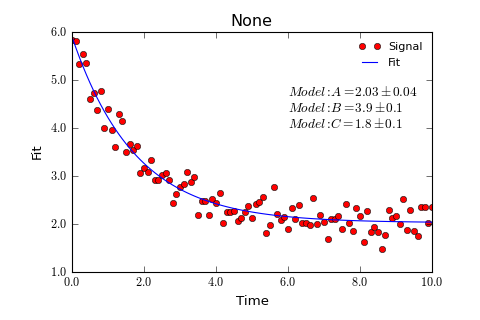 None
6.0
5.0
4.0
3.0
2.0
1.0
Fit
Signal
Fit
Model:A=2.03±0.04
Model:B=3.9±0.1
Model:C=1.8±0.1
0.0 2.0 4.0 6.0 8.0 10.0
Time